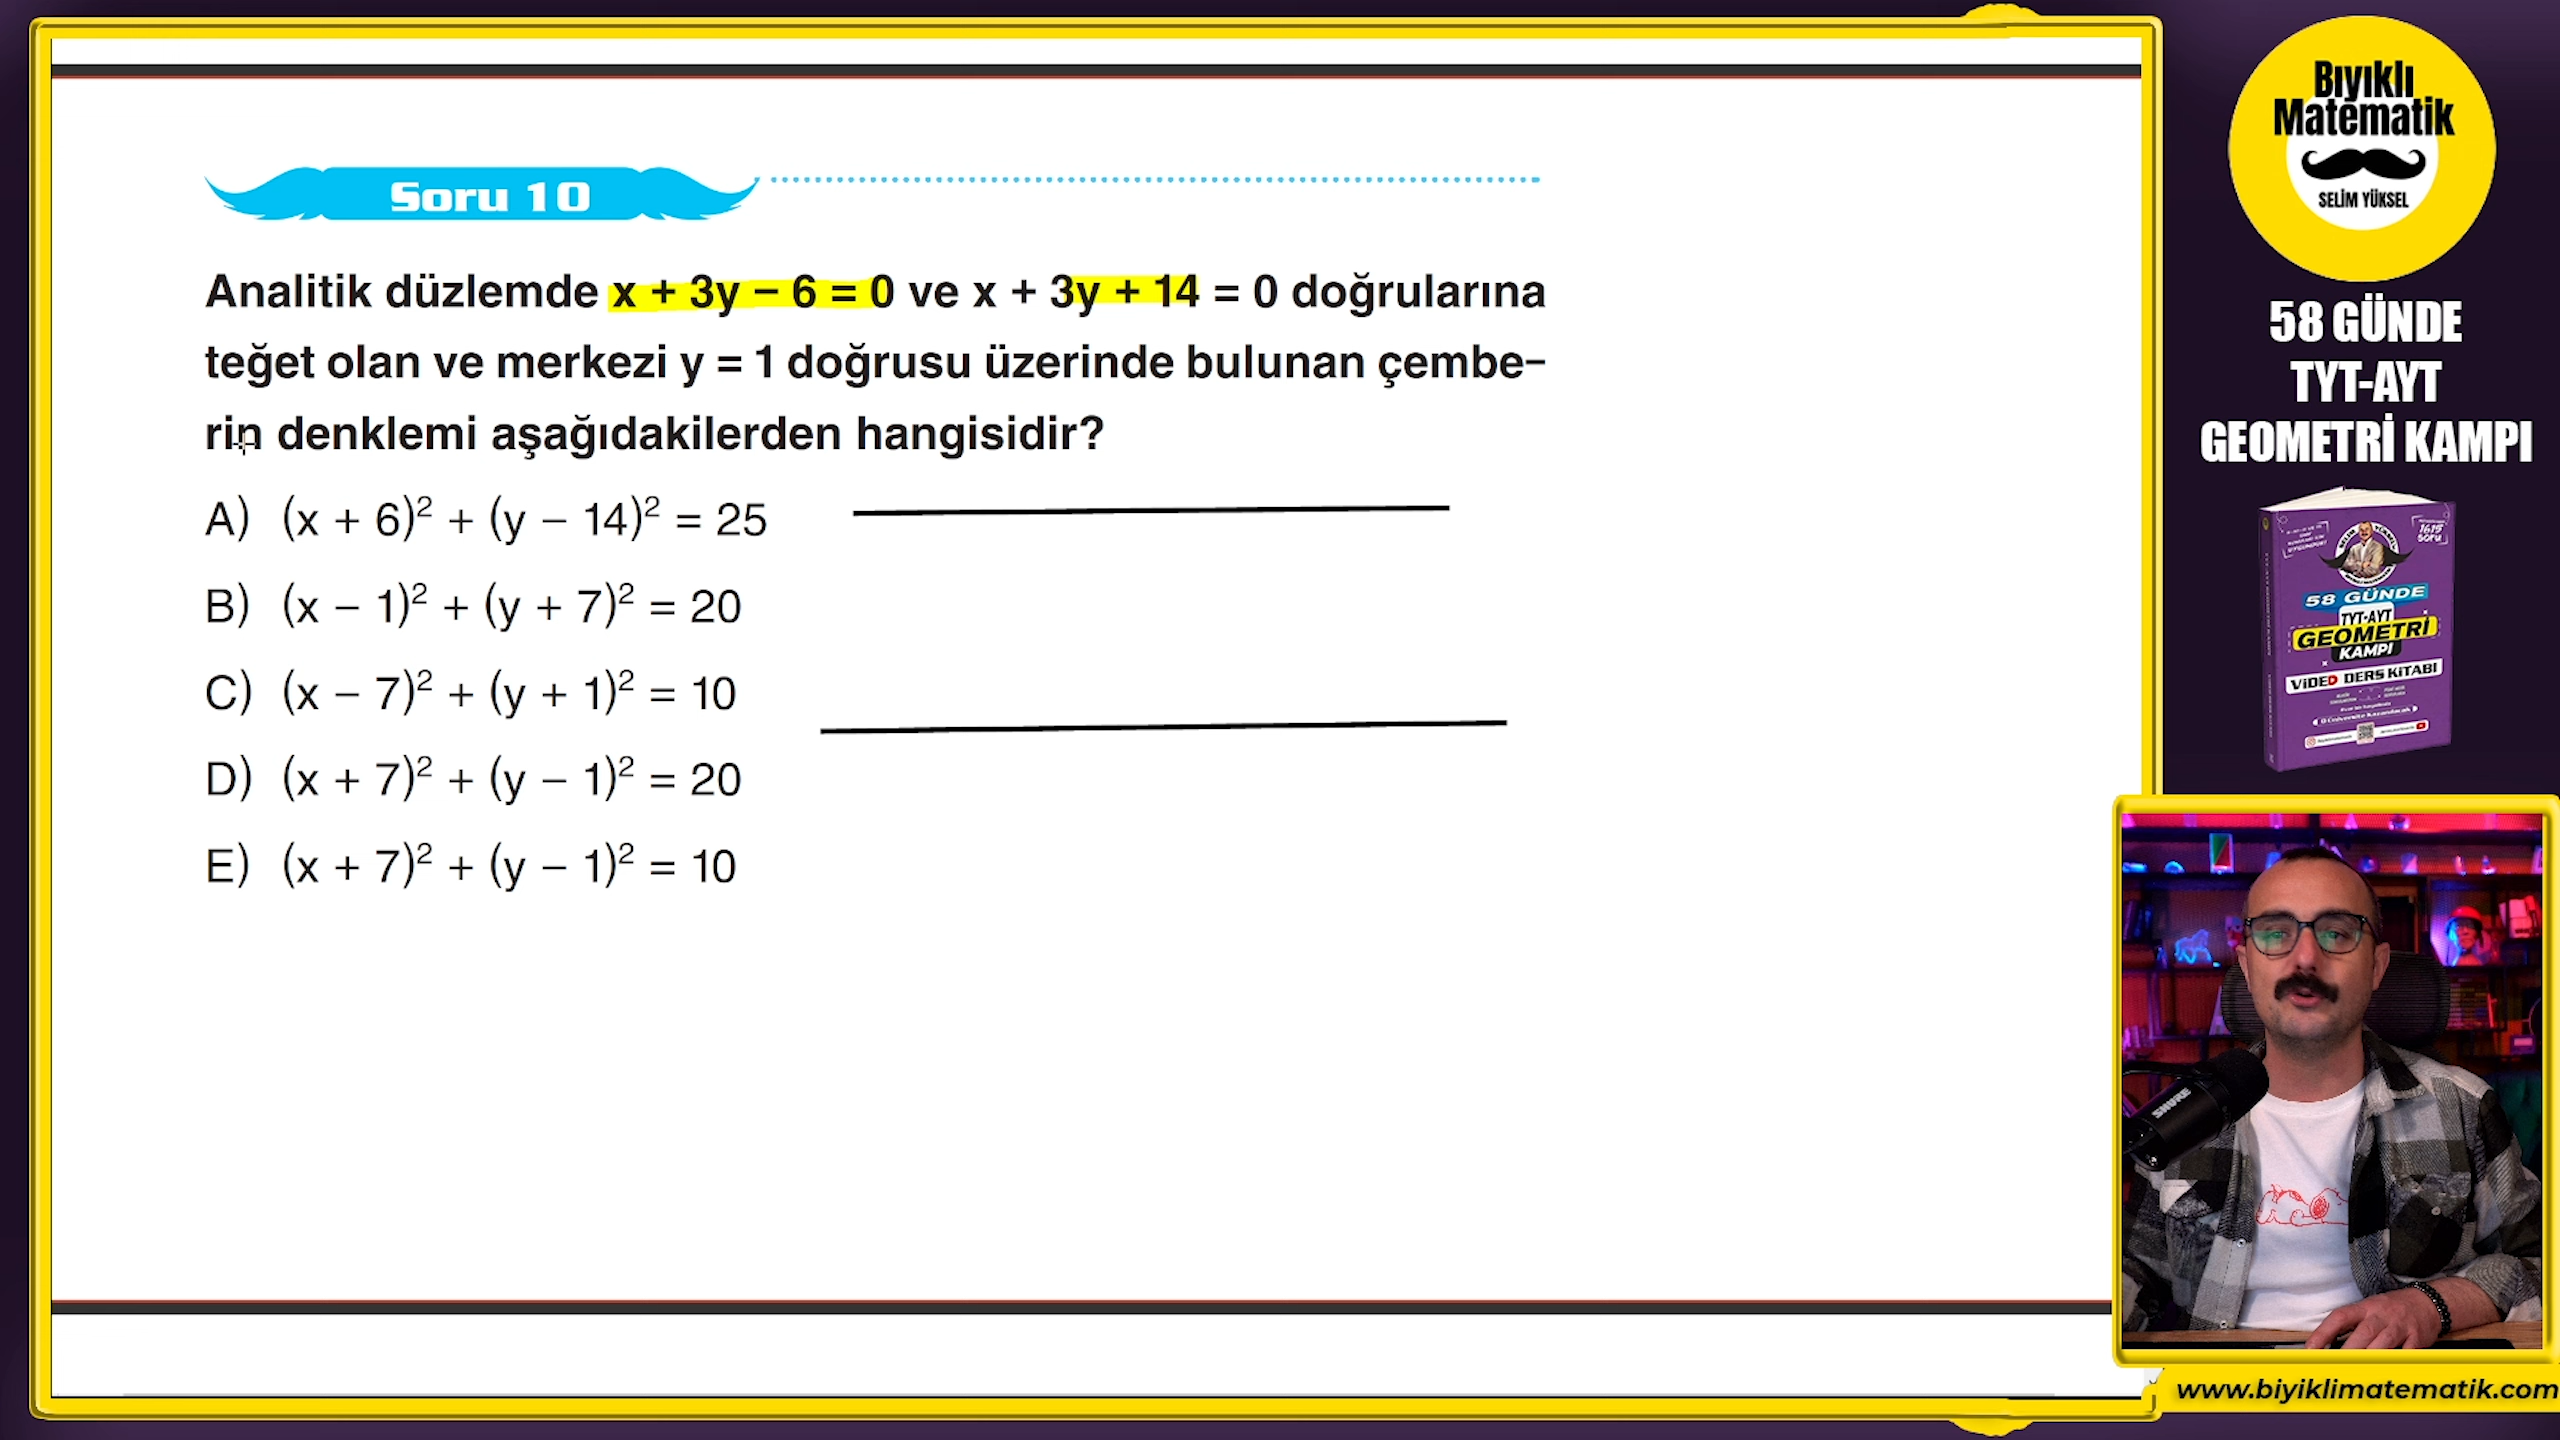 Soru 10
Analitik düzlemde x + 3y − 6 = 0 ve x + 3y + 14 = 0 doğrularına
teğet olan ve merkezi y = 1 doğrusu üzerinde bulunan çembe−
rin denklemi aşağıdakilerden hangisidir?
A) (x + 6)² + (y − 14)² = 25
B) (x − 1)² + (y + 7)² = 20
C) (x − 7)² + (y + 1)² = 10
D) (x + 7)² + (y − 1)² = 20
E) (x + 7)² + (y − 1)² = 10
Bıyıklı
Matematik
SELİM YÜKSEL
58 GÜNDE
TYT-AYT
GEOMETRİ KAMPI
1615
soru
58 GÜNDE
TYT-AYT
GEOMETRİ
KAMPI
VİDEO DERS KİTABI
SHURE
www.biyiklimatematik.com